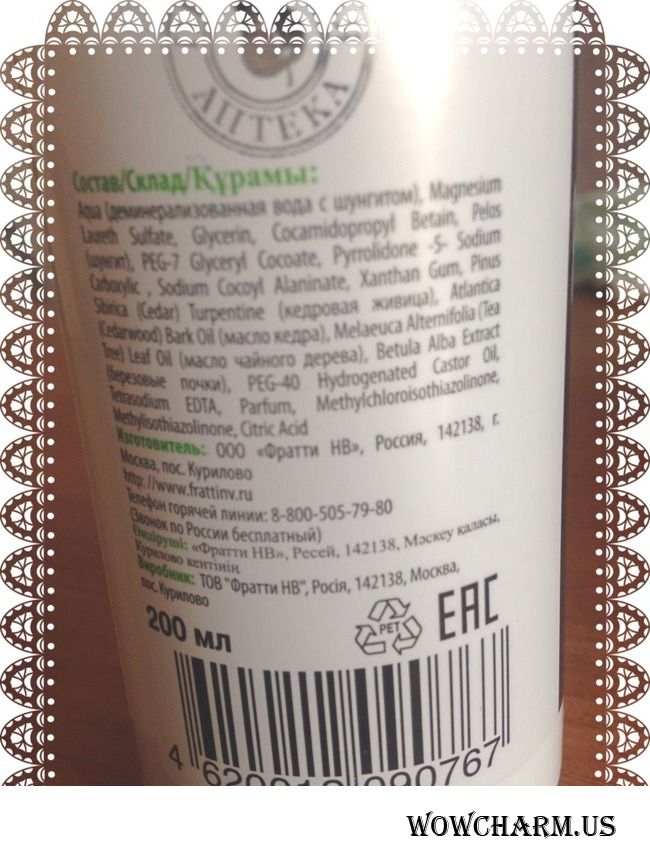 АПТЕКА
Состав/Склад/Құрамы:
Aqua (деминерализованная вода с шунгитом), Magnesium
Laureth Sulfate, Glycerin, Cocamidopropyl Betain, Pelos
(шунгит), PEG-7 Glyceryl Cocoate, Pyrrolidone -5- Sodium
Carboxylic , Sodium Cocoyl Alaninate, Xanthan Gum, Pinus
Sibirica (Cedar) Turpentine (кедровая живица), Atlantica
(Cedarwood) Bark Oil (масло кедра), Melaeuca Alternifolia (Tea
Tree) Leaf Oil (масло чайного дерева), Betula Alba Extract
(березовые почки), PEG-40 Hydrogenated Castor Oil,
Tetrasodium EDTA, Parfum, Methylchloroisothiazolinone,
Methylisothiazolinone, Citric Acid
Изготовитель: ООО «Фратти НВ», Россия, 142138, г.
Москва, пос. Курилово
http://www.frattinv.ru
Телефон горячей линии: 8-800-505-79-80
(Звонок по России бесплатный)
Өндіруші: «Фратти НВ», Ресей, 142138, Мәскеу қаласы,
Курилово кентінің
Виробник: ТОВ "Фратти НВ", Росія, 142138, Москва,
пос. Курилово
200 мл
PET
EAC
4 090767
WOWCHARM.US